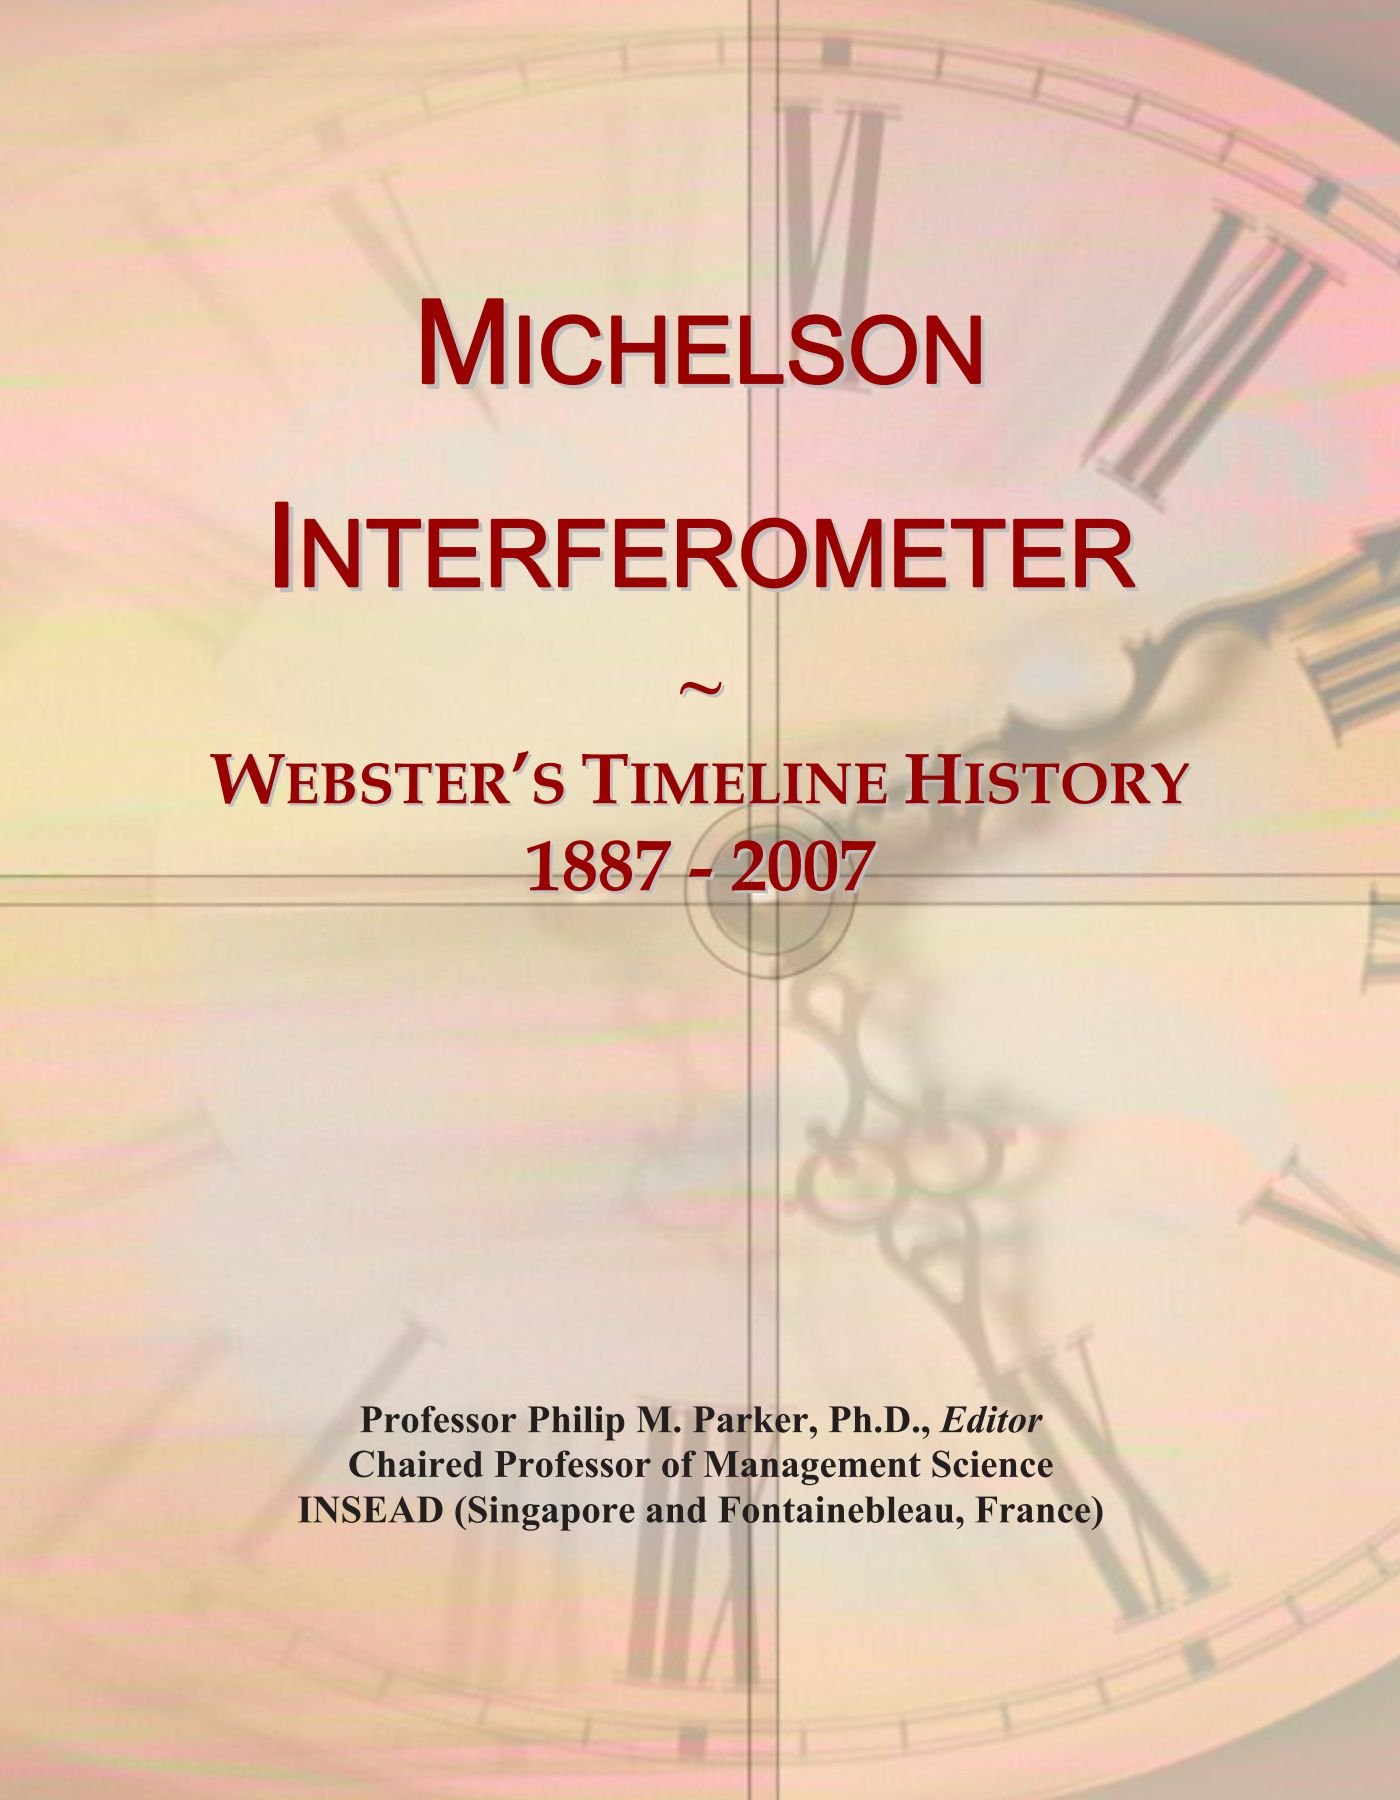 MICHELSON
INTERFEROMETER
~
WEBSTER'S TIMELINE HISTORY
1887 - 2007
Professor Philip M. Parker, Ph.D., Editor
Chaired Professor of Management Science
INSEAD (Singapore and Fontainebleau, France)